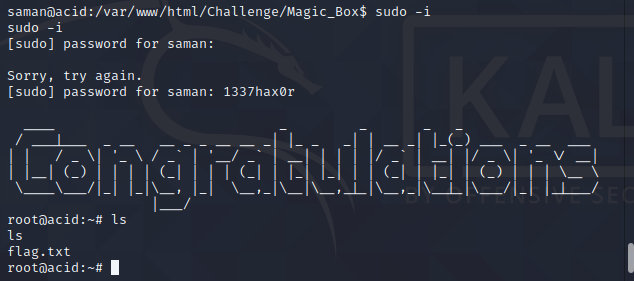 saman@acid:/var/www/html/Challenge/Magic_Box$ sudo -i
sudo -i
[sudo] password for saman:
Sorry, try again.
[sudo] password for saman: 1337hax0r
Congratulations
root@acid:~# ls
ls
flag.txt
root@acid:~#
KAL
BY OFFENSIVE SEC